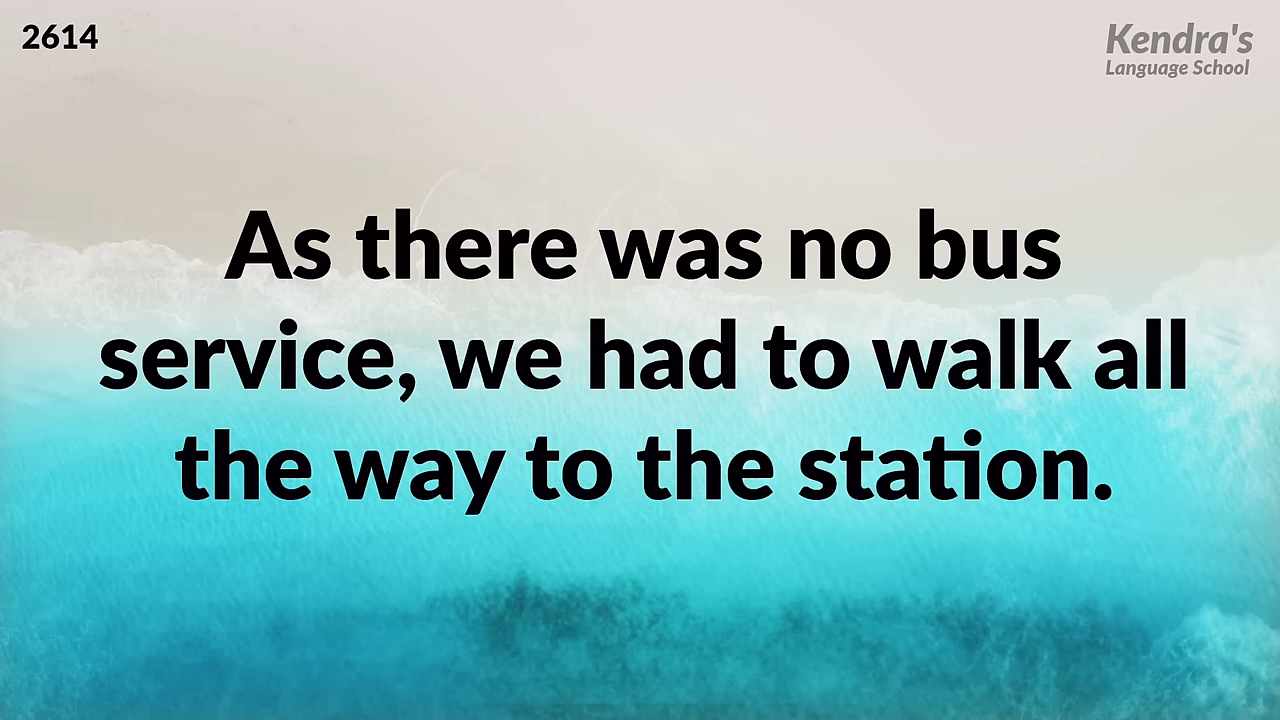 2614
Kendra's
Language School
As there was no bus
service, we had to walk all
the way to the station.